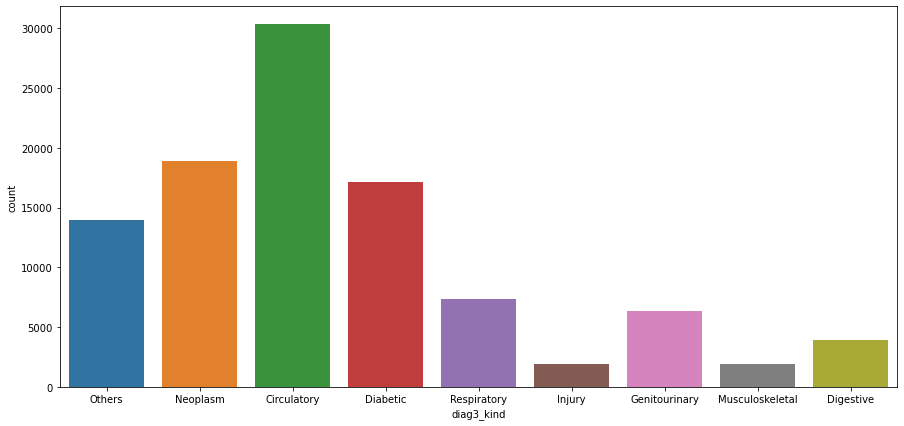 30000
25000
20000
15000
10000
5000
0
count
Others Neoplasm Circulatory Diabetic Respiratory Injury Genitourinary Musculoskeletal Digestive
diag3_kind